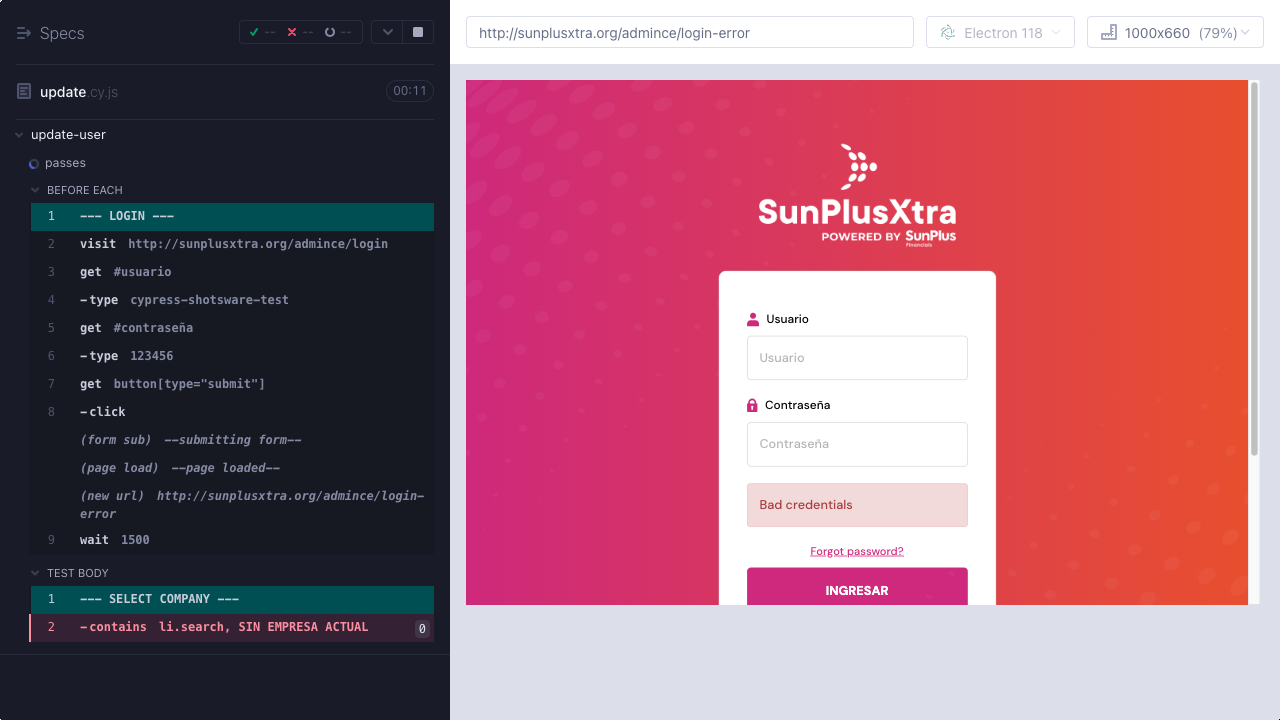 Specs
--
--
--
update.cy.js
00:11
update-user
passes
BEFORE EACH
1 --- LOGIN ---
2 visit http://sunplusxtra.org/admince/login
3 get #usuario
4 -type cypress-shotsware-test
5 get #contraseña
6 -type 123456
7 get button[type="submit"]
8 -click
(form sub) --submitting form--
(page load) --page loaded--
(new url) http://sunplusxtra.org/admince/login-
error
9 wait 1500
TEST BODY
1 --- SELECT COMPANY ---
2 -contains li.search, SIN EMPRESA ACTUAL 0
http://sunplusxtra.org/admince/login-error
Electron 118
1000x660 (79%)
SunPlusXtra
POWERED BY SunPlus
Financials
Usuario
Usuario
Contraseña
Contraseña
Bad credentials
Forgot password?
INGRESAR